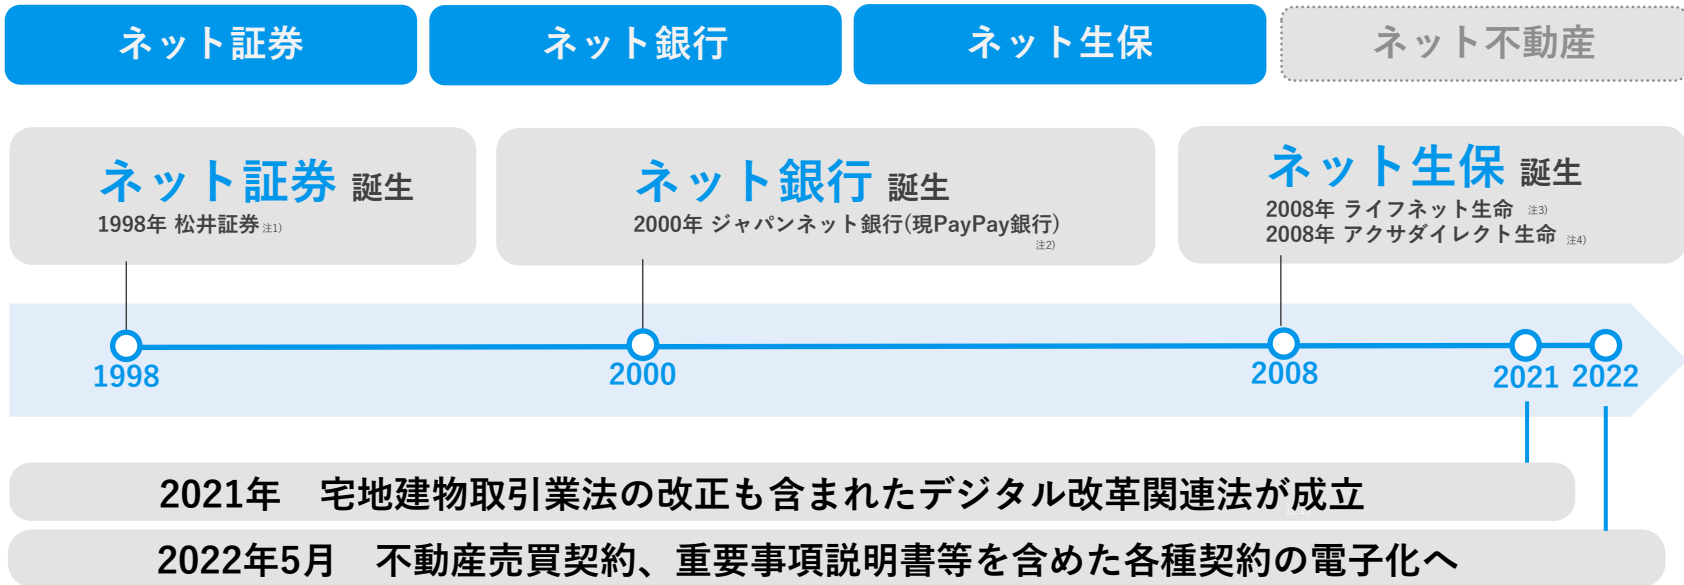 ネット証券
ネット銀行
ネット生保
ネット不動産
ネット証券 誕生
1998年 松井証券 注1)
ネット銀行 誕生
2000年 ジャパンネット銀行(現PayPay銀行)
注2)
ネット生保 誕生
2008年 ライフネット生命 注3)
2008年 アクサダイレクト生命 注4)
1998
2000
2008
2021
2022
2021年　宅地建物取引業法の改正も含まれたデジタル改革関連法が成立
2022年5月　不動産売買契約、重要事項説明書等を含めた各種契約の電子化へ